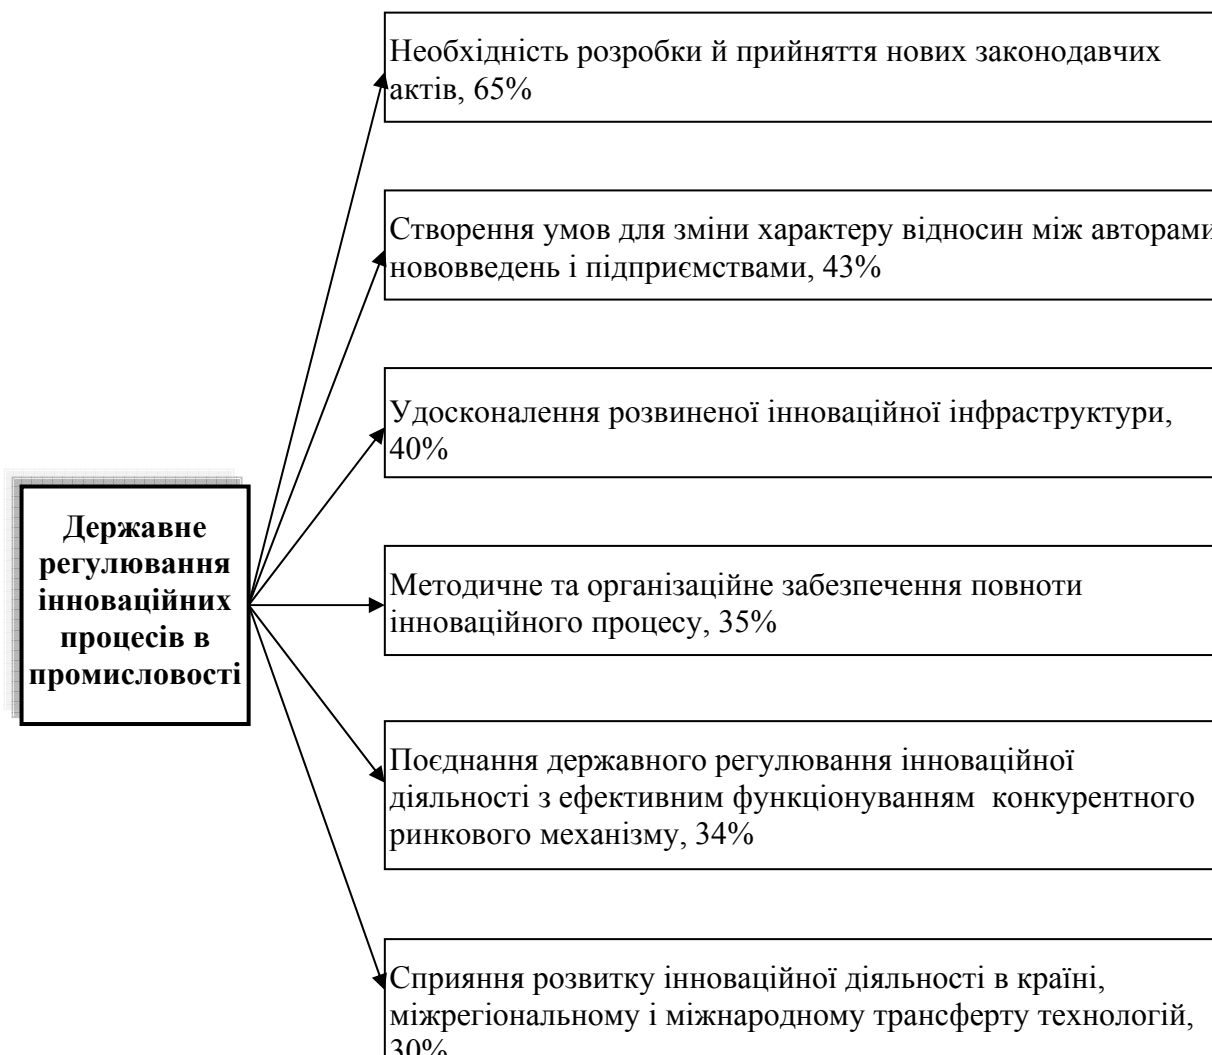 Необхідність розробки й прийняття нових законодавчих
актів, 65%
Створення умов для зміни характеру відносин між авторами
нововведень і підприємствами, 43%
Удосконалення розвиненої інноваційної інфраструктури,
40%
Державне
регулювання
інноваційних
процесів в
промисловості
Методичне та організаційне забезпечення повноти
інноваційного процесу, 35%
Поєднання державного регулювання інноваційної
діяльності з ефективним функціонуванням конкурентного
ринкового механізму, 34%
Сприяння розвитку інноваційної діяльності в країні,
міжрегіональному і міжнародному трансферту технологій,
30%